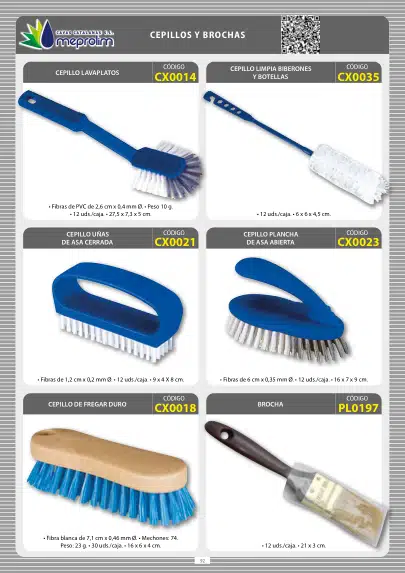 CAYAS CATALANAS S.L.
meprolim
CEPILLOS Y BROCHAS
CEPILLO LAVAPLATOS
CÓDIGO
CX0014
• Fibras de PVC de 2,6 cm x 0,4 mm Ø. • Peso 10 g.
• 12 uds./caja. • 27,5 x 7,3 x 5 cm.
CEPILLO LIMPIA BIBERONES
Y BOTELLAS
CÓDIGO
CX0035
• 12 uds./caja. • 6 x 6 x 4,5 cm.
CEPILLO UÑAS
DE ASA CERRADA
CÓDIGO
CX0021
• Fibras de 1,2 cm x 0,2 mm Ø. • 12 uds./caja. • 9 x 4 X 8 cm.
CEPILLO PLANCHA
DE ASA ABIERTA
CÓDIGO
CX0023
• Fibras de 6 cm x 0,35 mm Ø. • 12 uds./caja. • 16 x 7 x 9 cm.
CEPILLO DE FREGAR DURO
CÓDIGO
CX0018
• Fibra blanca de 7,1 cm x 0,46 mm Ø. • Mechones: 74.
Peso: 23 g. • 30 uds./caja. • 16 x 6 x 4 cm.
BROCHA
CÓDIGO
PL0197
• 12 uds./caja. • 21 x 3 cm.
92